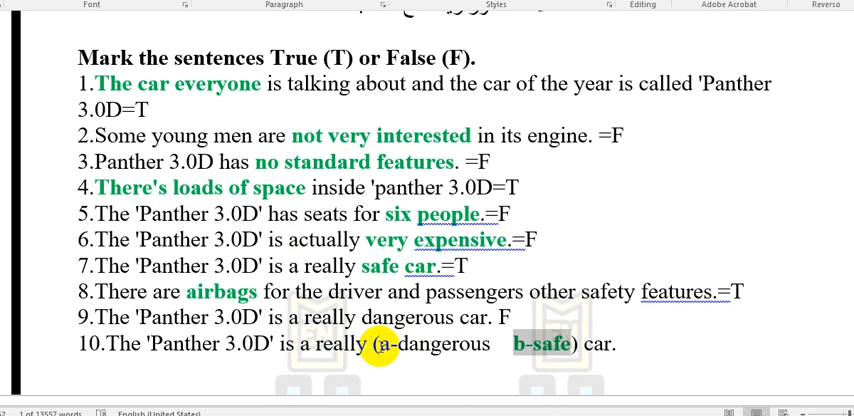 Font Paragraph Styles Editing Adobe Acrobat Reverso
Mark the sentences True (T) or False (F).
1.The car everyone is talking about and the car of the year is called 'Panther
3.0D=T
2.Some young men are not very interested in its engine. =F
3.Panther 3.0D has no standard features. =F
4.There's loads of space inside 'panther 3.0D=T
5.The 'Panther 3.0D' has seats for six people.=F
6.The 'Panther 3.0D' is actually very expensive.=F
7.The 'Panther 3.0D' is a really safe car.=T
8.There are airbags for the driver and passengers other safety features.=T
9.The 'Panther 3.0D' is a really dangerous car. F
10.The 'Panther 3.0D' is a really (a-dangerous b-safe) car.
1 of 13557 words English (United States)